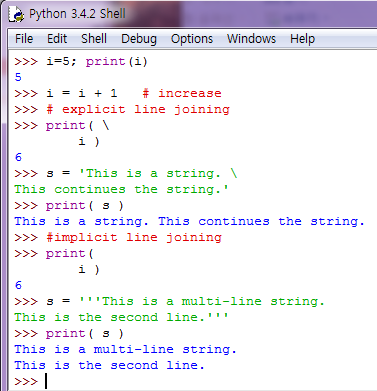 Python 3.4.2 Shell
File Edit Shell Debug Options Windows Help
>>> i=5; print(i)
5
>>> i = i + 1   # increase
>>> # explicit line joining
>>> print( \
        i )
6
>>> s = 'This is a string. \
This continues the string.'
>>> print( s )
This is a string. This continues the string.
>>> #implicit line joining
>>> print(
        i )
6
>>> s = '''This is a multi-line string.
This is the second line.'''
>>> print( s )
This is a multi-line string.
This is the second line.
>>>